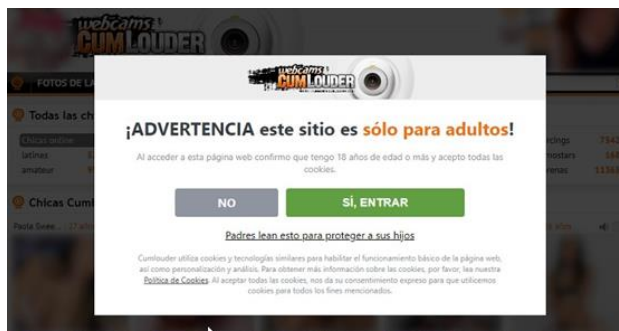 webcams
CUMLOUDER
FOTOS DE LA
webcams
CUMLOUDER
Todas las ch
¡ADVERTENCIA este sitio es sólo para adultos!
Chicas online
latinas
amateur
Al acceder a esta página web confirmo que tengo 18 años de edad o más y acepto todas las
cookies.
NO
SÍ, ENTRAR
Padres lean esto para proteger a sus hijos
Cumlouder utiliza cookies y tecnologías similares para habilitar el funcionamiento básico de la página web,
así como personalización y análisis. Para obtener más información sobre las cookies, por favor, lea nuestra
Política de Cookies. Al aceptar todas las cookies, nos da su consentimiento expreso para que utilicemos
cookies para todos los fines mencionados.